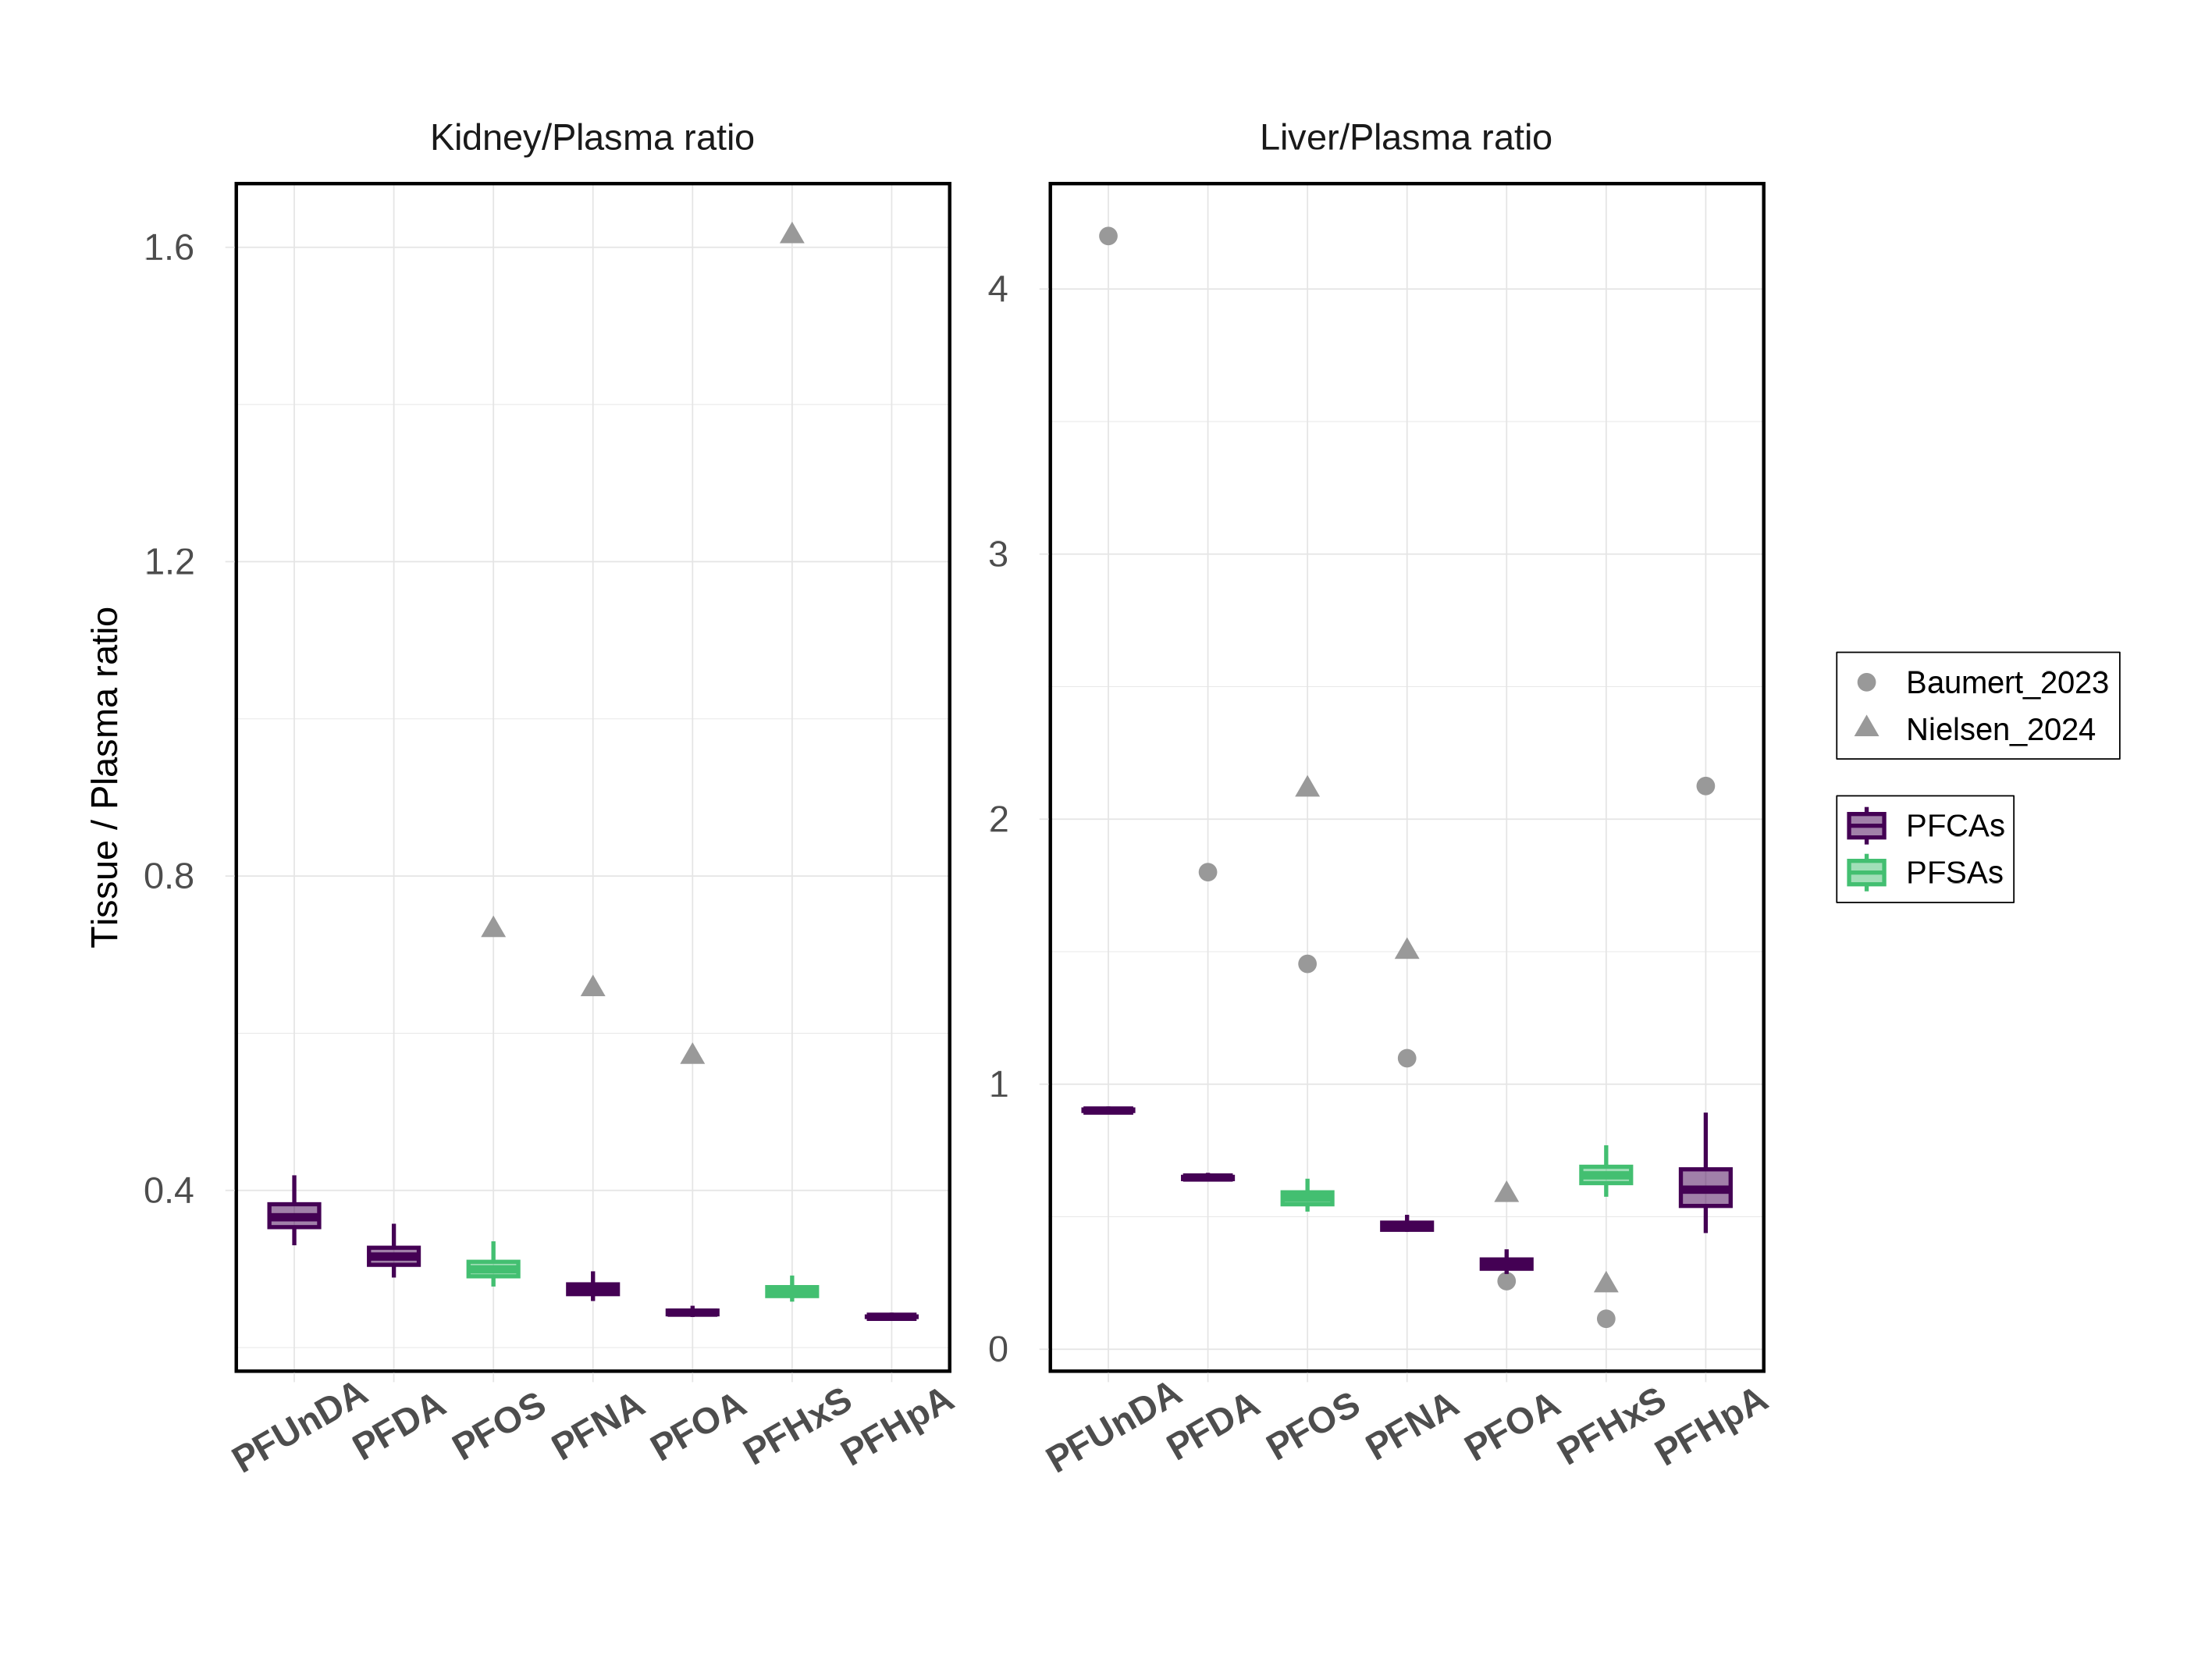 Kidney/Plasma ratio
Liver/Plasma ratio
Tissue / Plasma ratio
1.6
1.2
0.8
0.4
4
3
2
1
0
PFUnDA
PFDA
PFOS
PFNA
PFOA
PFHxS
PFHpA
PFUnDA
PFDA
PFOS
PFNA
PFOA
PFHxS
PFHpA
Baumert_2023
Nielsen_2024
PFCAs
PFSAs